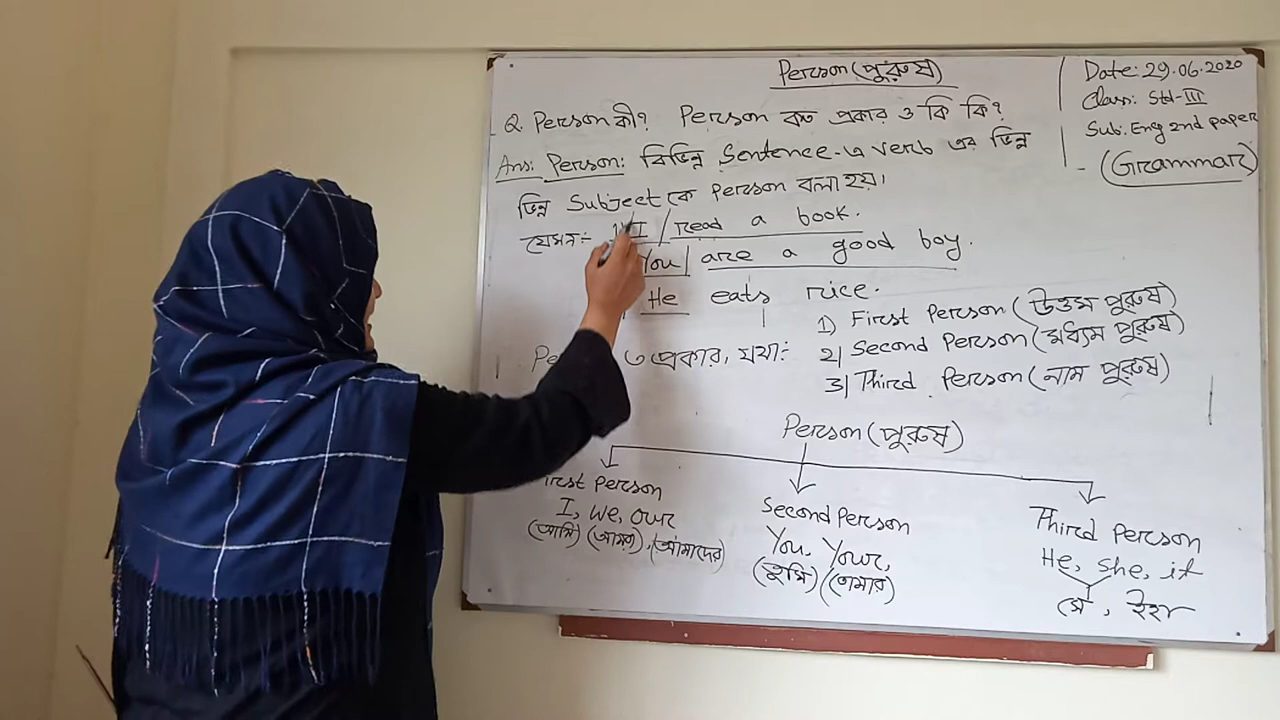 Person (পুরুষ)
Date: 29.06.2020
Class: Std-III
Sub. Eng 2nd paper
(Grammar)
Q. Person কী? Person কত প্রকার ও কি কি?
Ans: Person: বিভিন্ন Sentence-এ verb এর ভিন্ন
ভিন্ন Subject কে person বলা হয়।
যেমন:- I / read a book.
You / are a good boy.
He eats rice.
৩ প্রকার, যথা:
1) First Person (উত্তম পুরুষ)
2) Second Person (মধ্যম পুরুষ)
3) Third Person (নাম পুরুষ)
Person (পুরুষ)
First Person
I, we, our
(আমি) (আমরা), (আমাদের)
Second Person
You, Your,
(তুমি) (তোমার)
Third Person
He, she, it
(সে, ইহা